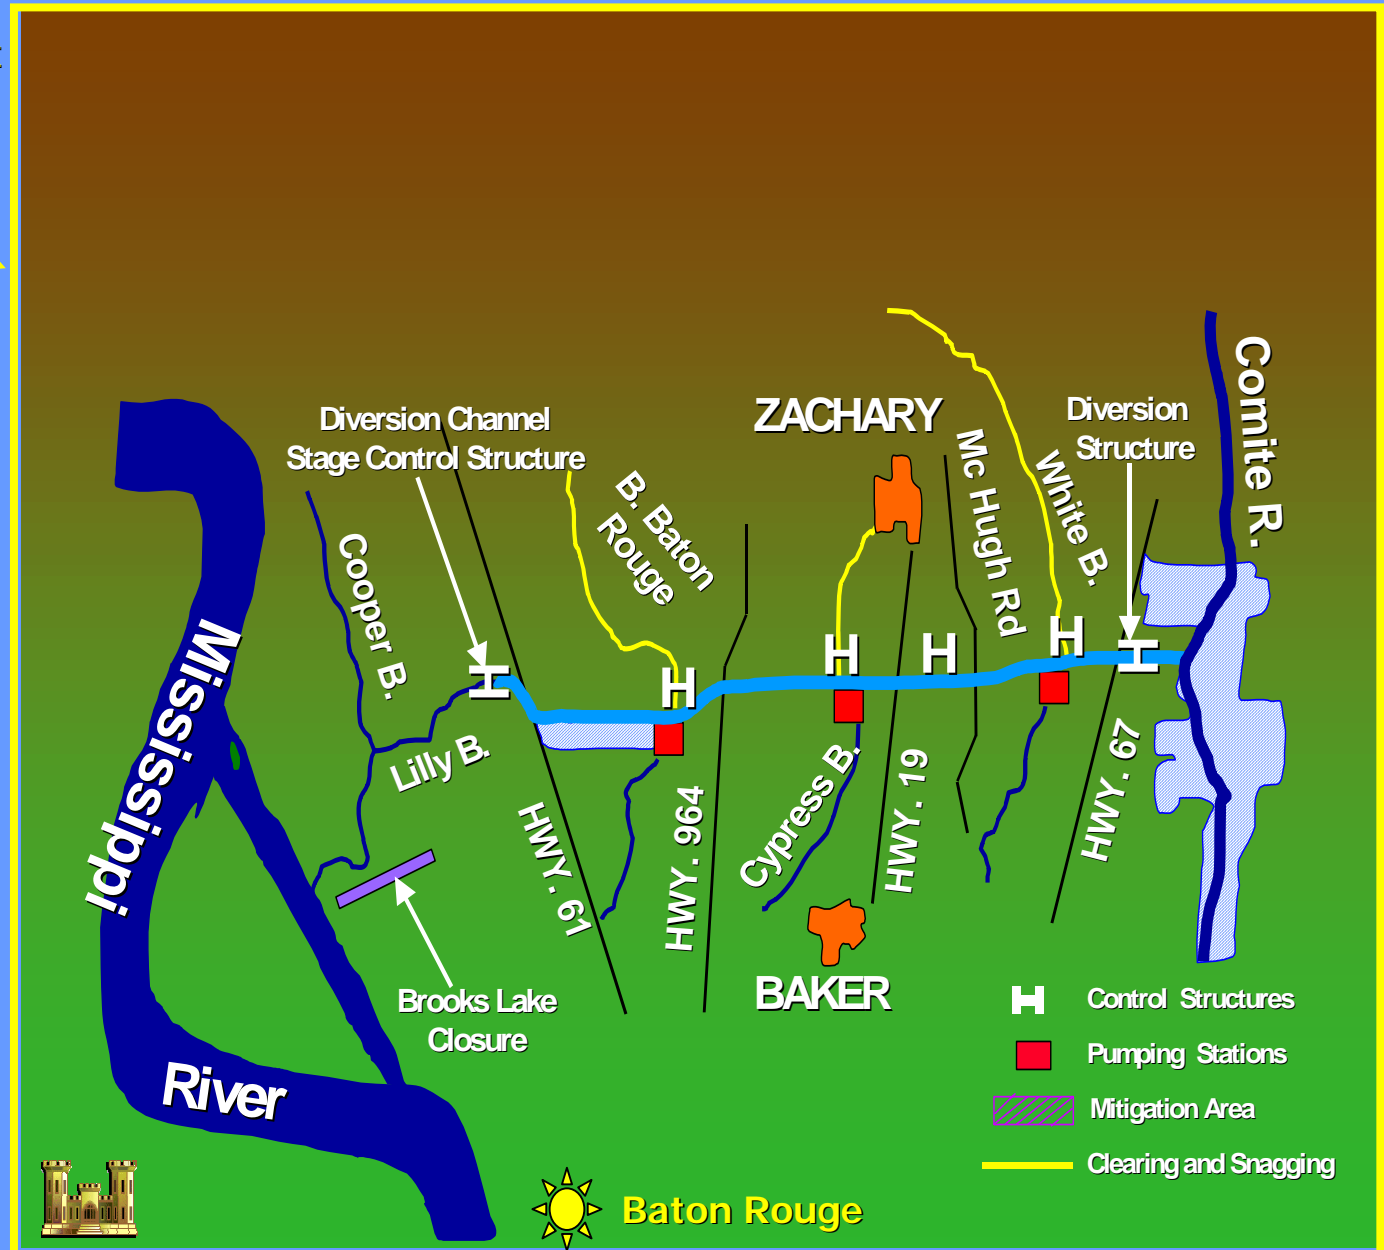 Diversion Channel
Stage Control Structure
ZACHARY
Diversion
Structure
Comite R.
B. Baton
Rouge
Mc Hugh Rd
White B.
Cooper B.
Mississippi
Lilly B.
HWY. 61
HWY. 964
Cypress B.
HWY. 19
HWY. 67
Brooks Lake
Closure
BAKER
River
Control Structures
Pumping Stations
Mitigation Area
Clearing and Snagging
Baton Rouge